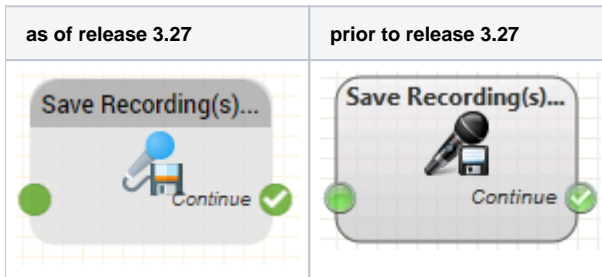 as of release 3.27
prior to release 3.27
Save Recording(s)...
Continue
Save Recording(s)...
Continue